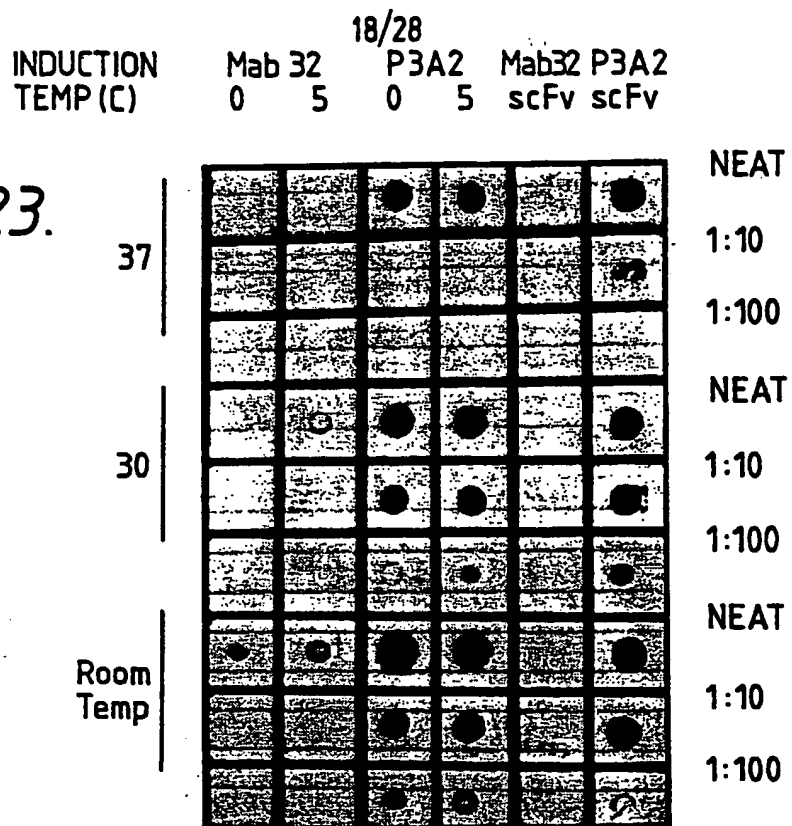 18/28
INDUCTION Mab 32 P3A2 Mab32 P3A2
TEMP (C) 0 5 0 5 scFv scFv
NEAT
23.
37
1:10
1:100
NEAT
30
1:10
1:100
NEAT
Room
Temp
1:10
1:100